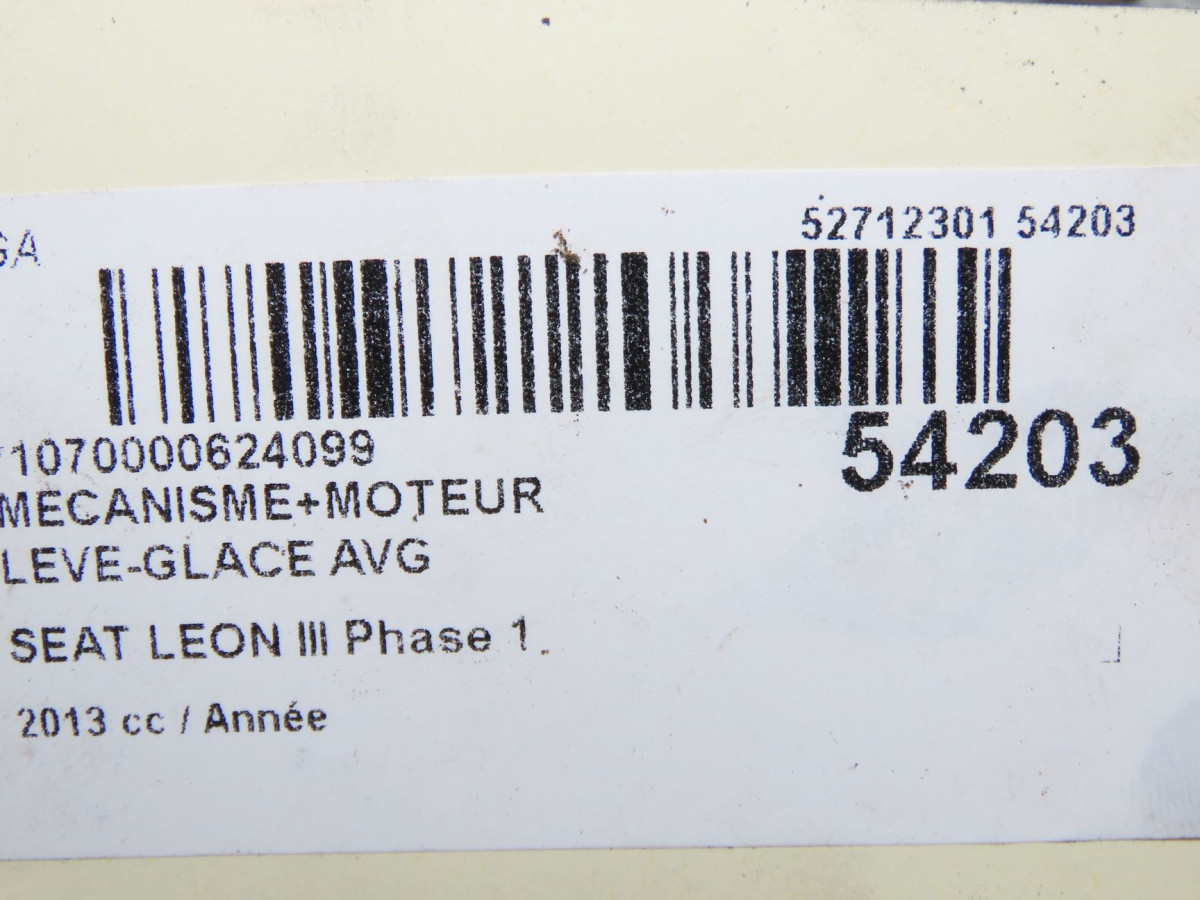 GA
52712301 54203
54203
*1070000624099
MECANISME+MOTEUR
LEVE-GLACE AVG
SEAT LEON III Phase 1
2013 cc / Année